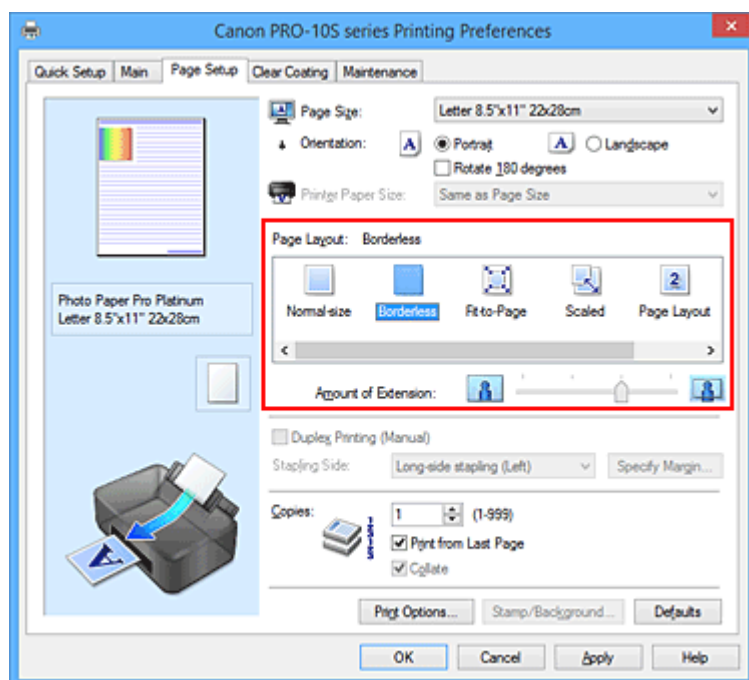 Canon PRO-10S series Printing Preferences
Quick Setup Main Page Setup Clear Coating Maintenance
Page Size: Letter 8.5"x11" 22x28cm
Orientation: A Portrait A Landscape
Rotate 180 degrees
Printer Paper Size: Same as Page Size
Page Layout: Borderless
2
Normal-size Borderless Fit-to-Page Scaled Page Layout
Amount of Extension:
Photo Paper Pro Platinum
Letter 8.5"x11" 22x28cm
Duplex Printing (Manual)
Stapling Side: Long-side stapling (Left) Specify Margin...
Copies: 1 (1-999)
Print from Last Page
Collate
A
Print Options... Stamp/Background... Defaults
OK Cancel Apply Help